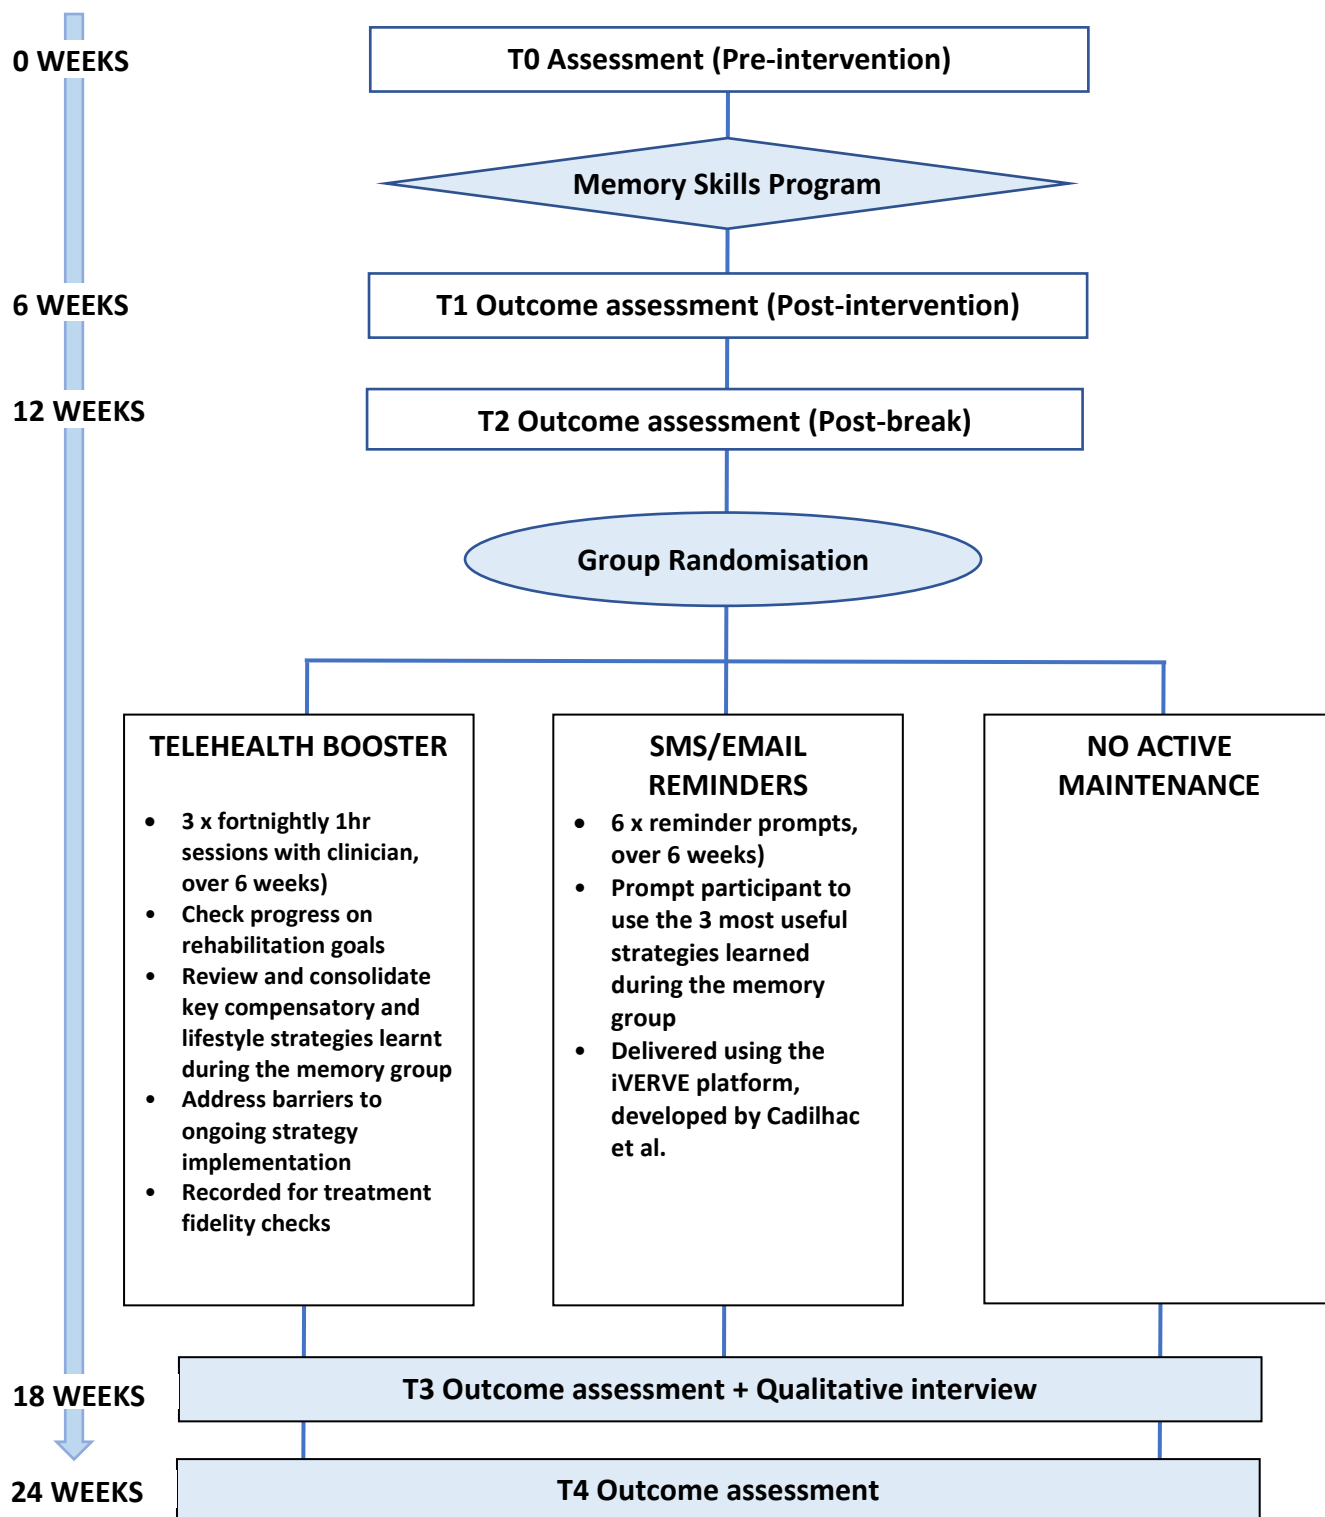 0 WEEKS
T0 Assessment (Pre-intervention)
Memory Skills Program
6 WEEKS
T1 Outcome assessment (Post-intervention)
12 WEEKS
T2 Outcome assessment (Post-break)
Group Randomisation
TELEHEALTH BOOSTER
• 3 x fortnightly 1hr
sessions with clinician,
over 6 weeks)
• Check progress on
rehabilitation goals
• Review and consolidate
key compensatory and
lifestyle strategies learnt
during the memory group
• Address barriers to
ongoing strategy
implementation
• Recorded for treatment
fidelity checks
SMS/EMAIL
REMINDERS
• 6 x reminder prompts,
over 6 weeks)
• Prompt participant to
use the 3 most useful
strategies learned
during the memory
group
• Delivered using the
iVERVE platform,
developed by Cadilhac
et al.
NO ACTIVE
MAINTENANCE
18 WEEKS
T3 Outcome assessment + Qualitative interview
24 WEEKS
T4 Outcome assessment